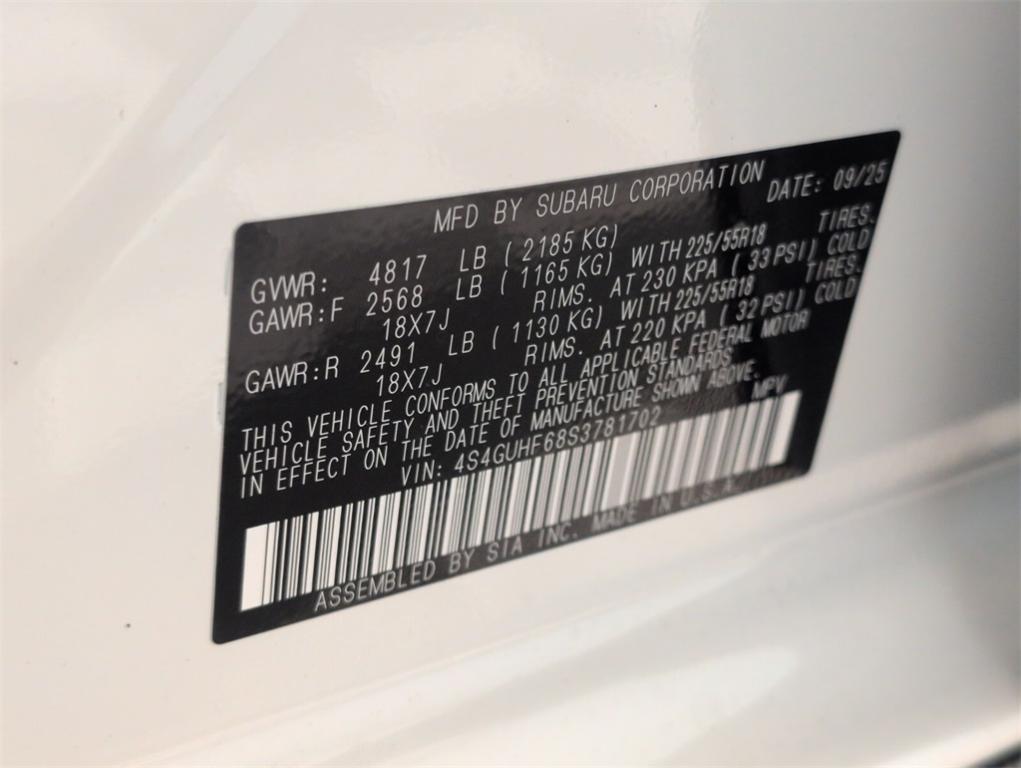 MFD BY SUBARU CORPORATION DATE: 09/25
GVWR: 4817 LB ( 2185 KG)
GAWR:F 2568 LB ( 1165 KG) WITH 225/55R18 TIRES.
18X7J RIMS. AT 230 KPA ( 33 PSI) COLD
GAWR:R 2491 LB ( 1130 KG) WITH 225/55R18 TIRES.
18X7J RIMS. AT 220 KPA ( 32 PSI) COLD
THIS VEHICLE CONFORMS TO ALL APPLICABLE FEDERAL MOTOR
VEHICLE SAFETY AND THEFT PREVENTION STANDARDS
IN EFFECT ON THE DATE OF MANUFACTURE SHOWN ABOVE.
VIN: 4S4GUHF68S3781702 MPV
ASSEMBLED BY SIA INC. MADE IN U.S.A.